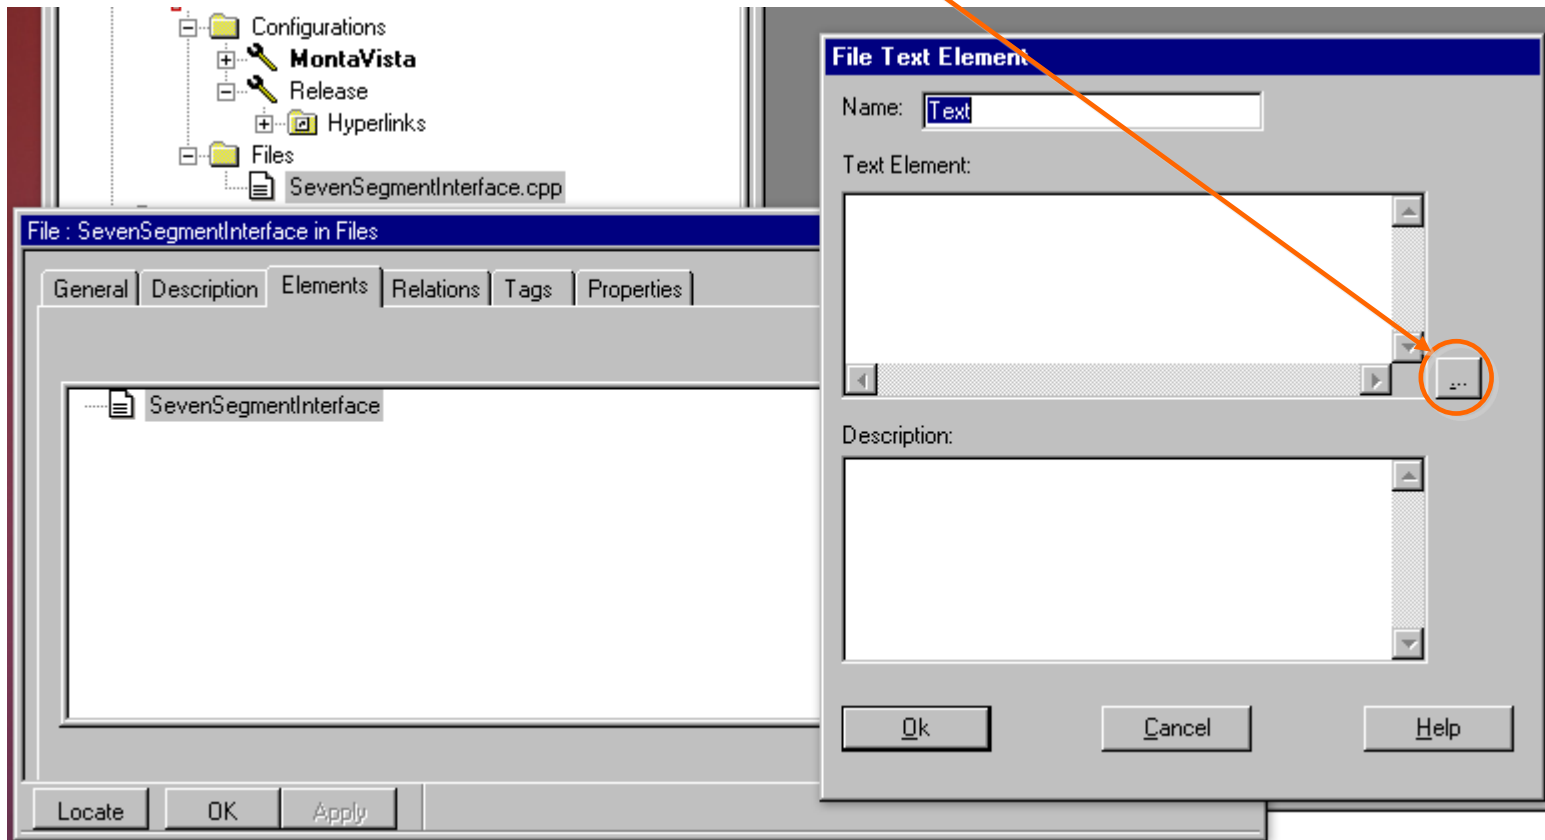 Configurations
MontaVista
Release
Hyperlinks
Files
SevenSegmentInterface.cpp
File : SevenSegmentInterface in Files
General Description Elements Relations Tags Properties
SevenSegmentInterface
Locate OK Apply
File Text Element
Name: Text
Text Element:
...
Description:
Ok Cancel Help